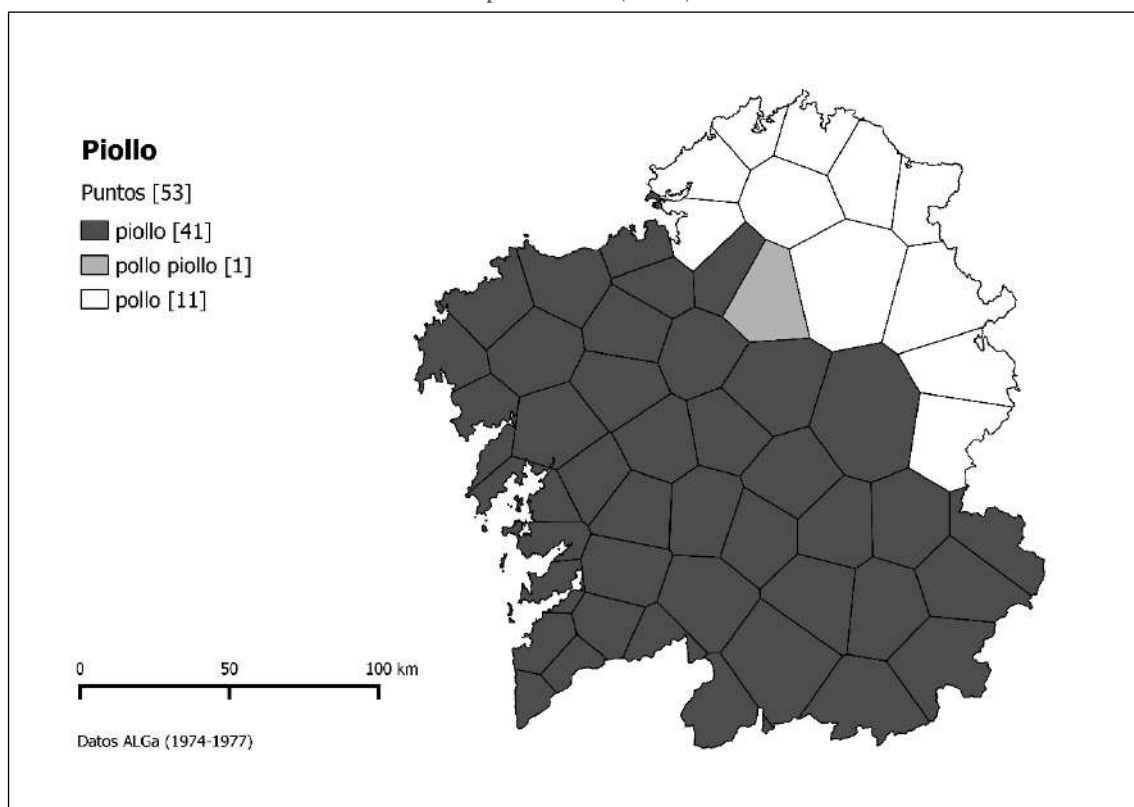 Piollo
Puntos [53]
piollo [41]
pollo piollo [1]
pollo [11]
0 50 100 km
Datos ALGa (1974-1977)